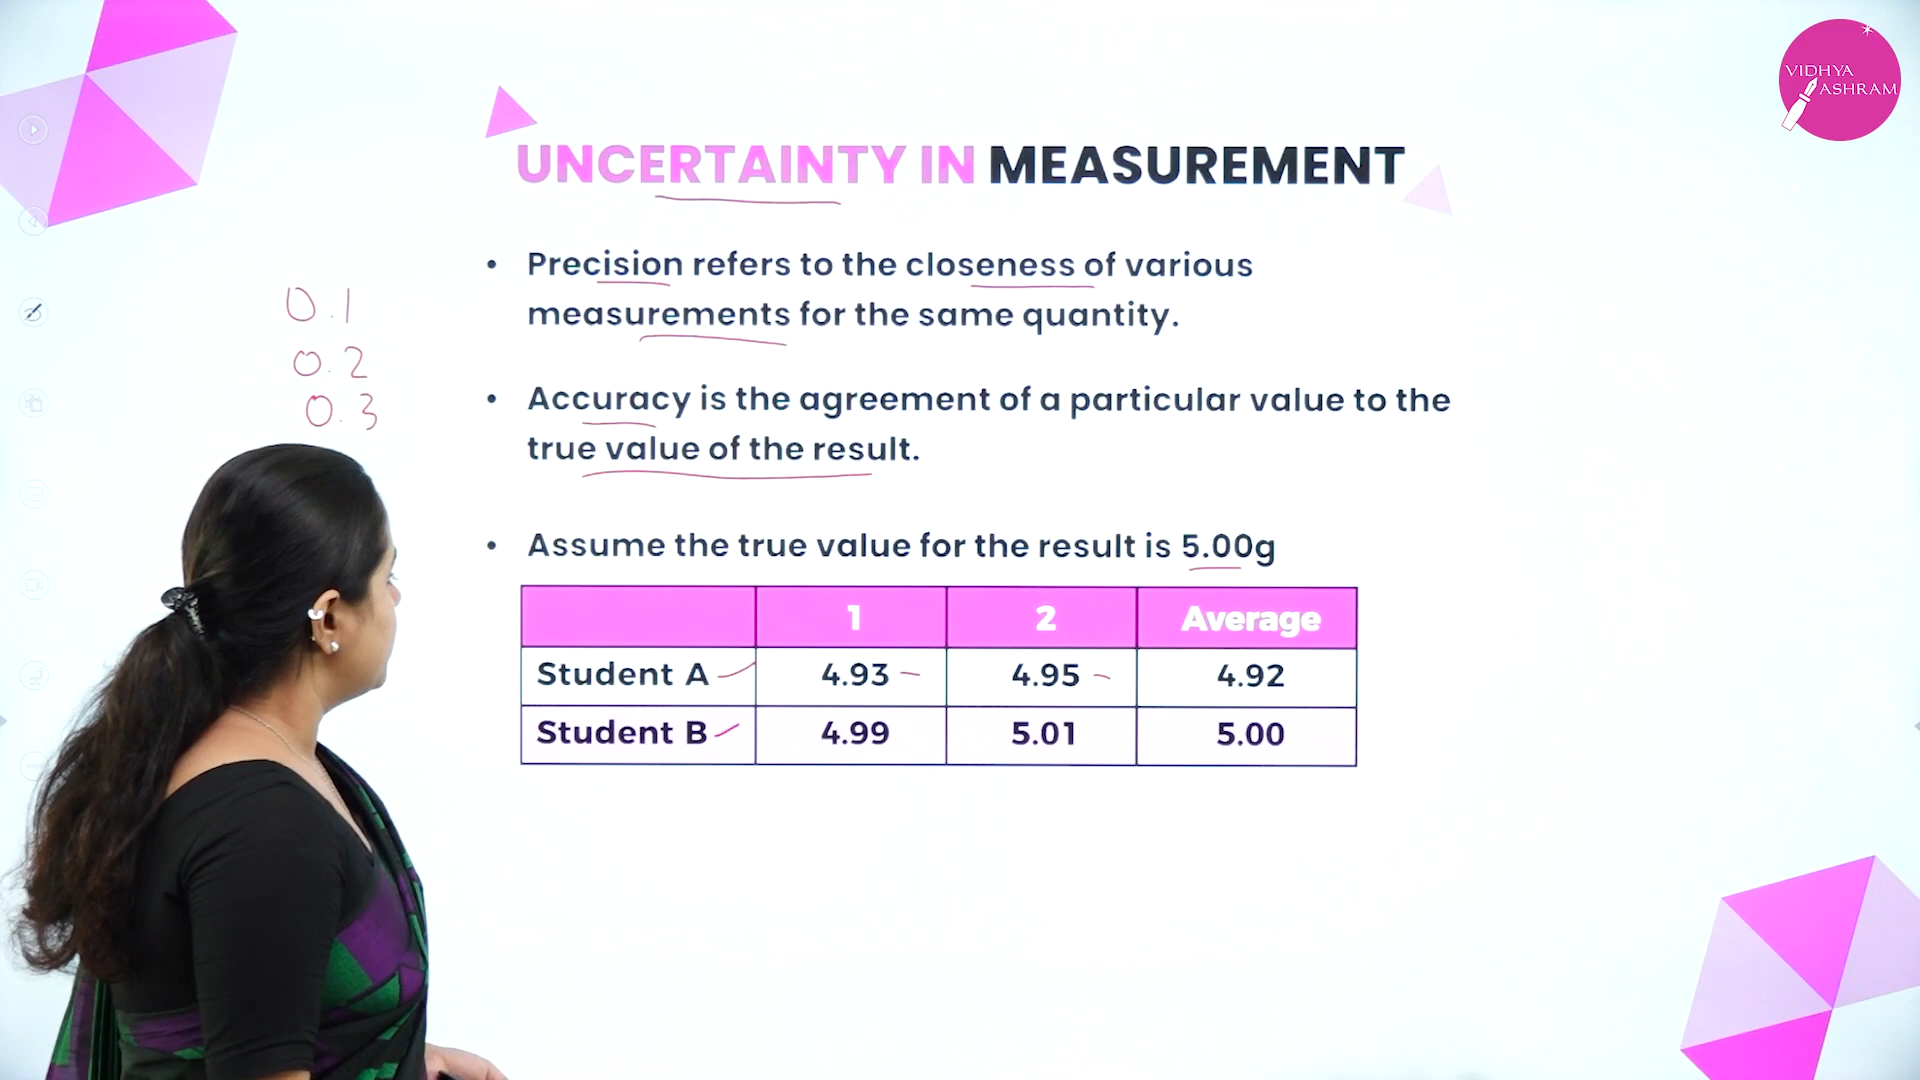 VIDHYA
ASHRAM
UNCERTAINTY IN MEASUREMENT
• Precision refers to the closeness of various
measurements for the same quantity.
0.1
0.2
0.3
• Accuracy is the agreement of a particular value to the
true value of the result.
• Assume the true value for the result is 5.00g
1 2 Average
Student A 4.93 4.95 4.92
Student B 4.99 5.01 5.00